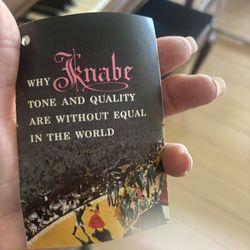 WHY Knabe
TONE AND QUALITY
ARE WITHOUT EQUAL
IN THE WORLD